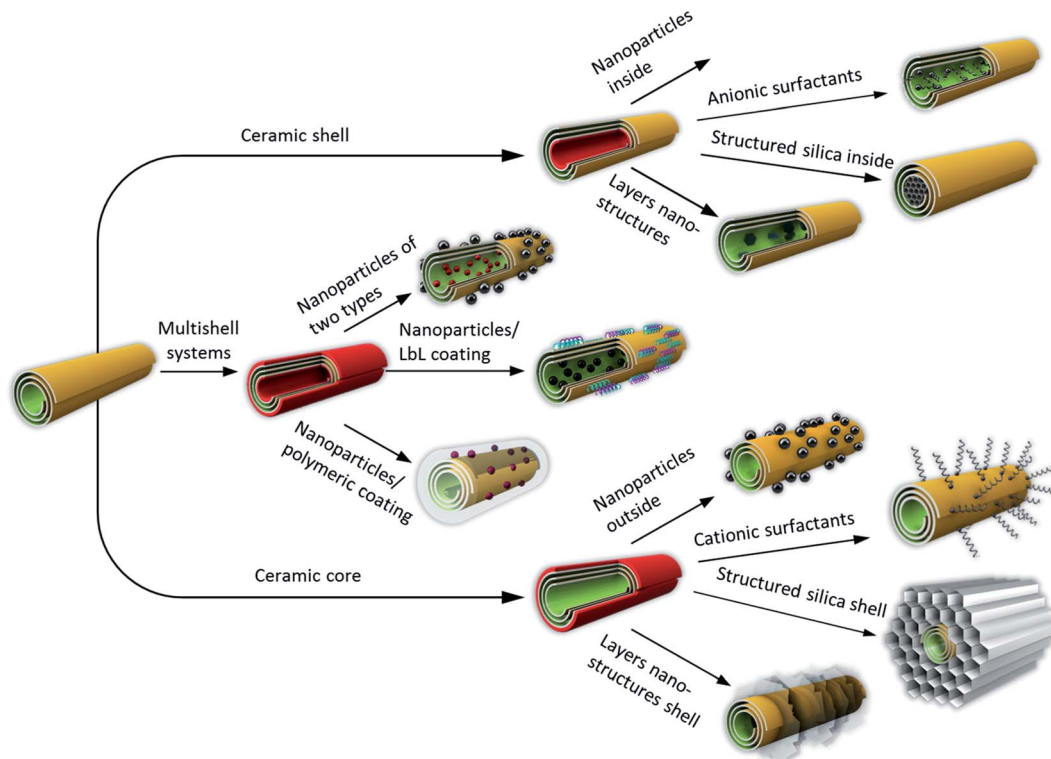 Nanoparticles
inside
Anionic surfactants
Ceramic shell
Structured silica inside
Layers nano-
structures
Nanoparticles of
two types
Multishell
systems
Nanoparticles/
LbL coating
Nanoparticles/
polymeric coating
Nanoparticles
outside
Cationic surfactants
Ceramic core
Structured silica shell
Layers nano-
structures shell